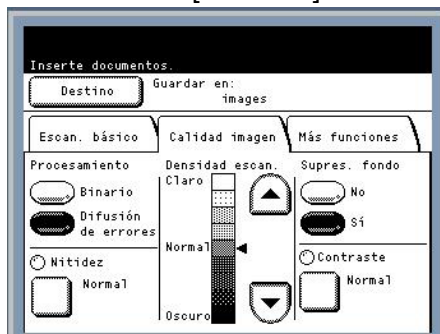 Inserte documentos.
Destino
Guardar en:
images
Escan. básico
Calidad imagen
Más funciones
Procesamiento
Binario
Difusión
de errores
Nitidez
Normal
Densidad escan.
Claro
Normal
Oscuro
Supres. fondo
No
Sí
Contraste
Normal